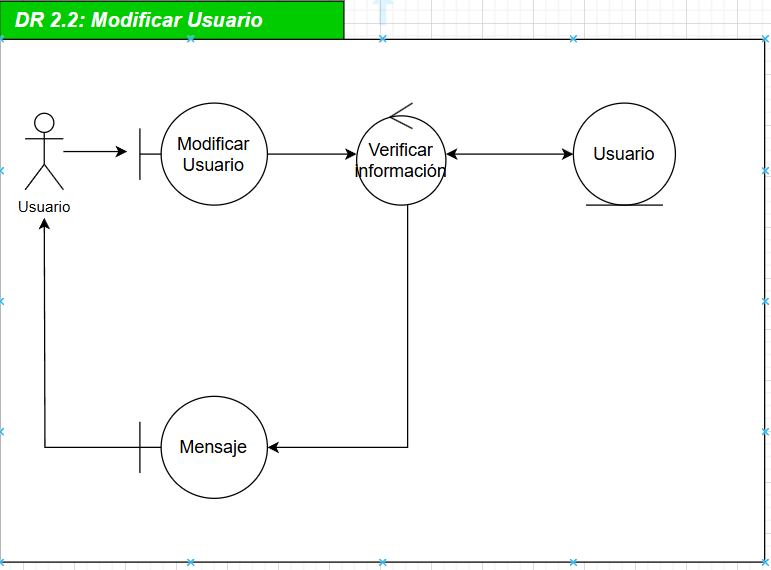 DR 2.2: Modificar Usuario
Modificar
Usuario
Verificar
información
Usuario
Usuario
Mensaje